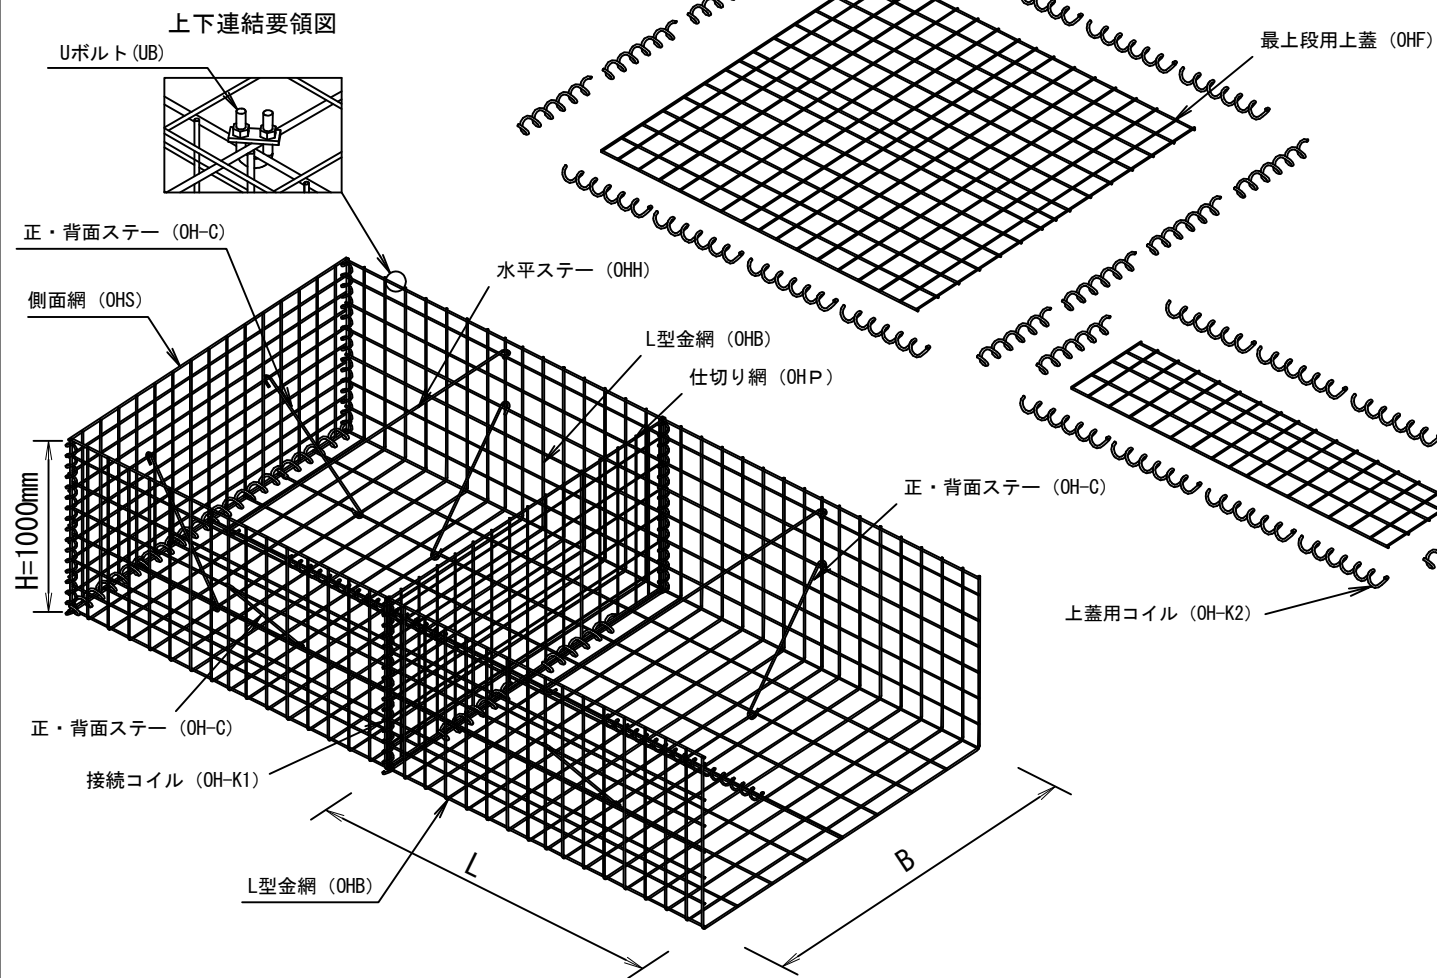 上下連結要領図
Uボルト(UB)
最上段用上蓋（OHF）
正・背面ステー（OH-C）
水平ステー（OHH）
側面網（OHS）
L型金網（OHB）
仕切り網（OHＰ）
正・背面ステー（OH-C）
H=1000mm
上蓋用コイル（OH-K2）
正・背面ステー（OH-C）
接続コイル（OH-K1）
L
B
L型金網（OHB）